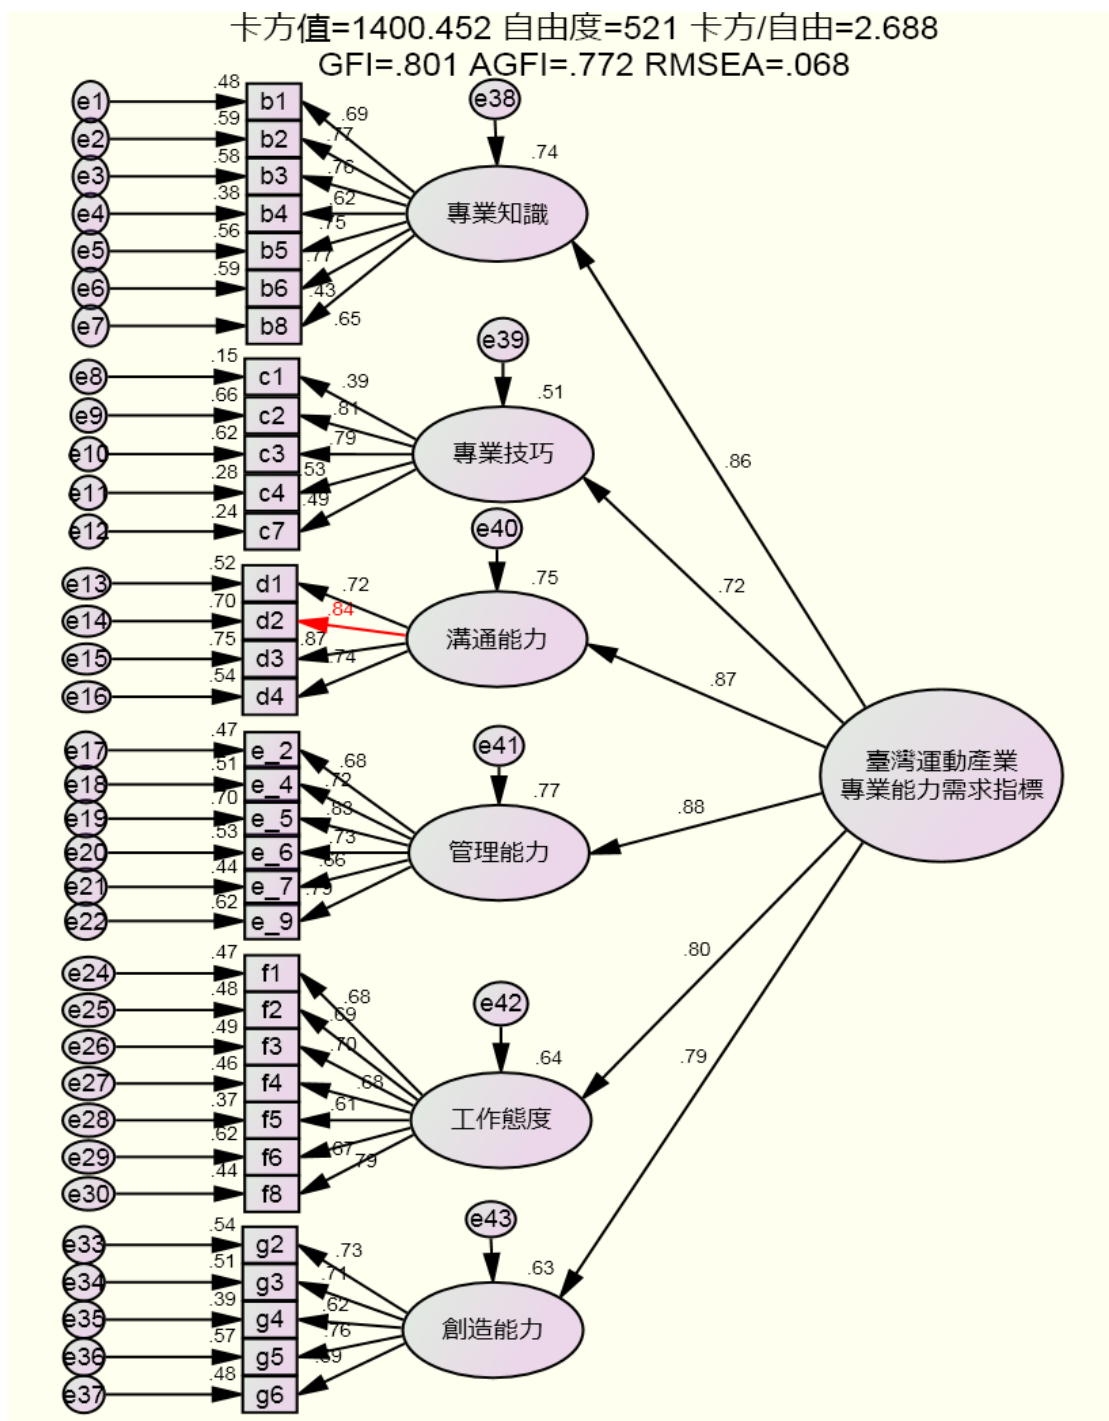 卡方值=1400.452 自由度=521 卡方/自由=2.688
GFI=.801 AGFI=.772 RMSEA=.068
e38
.74
專業知識
e1 .48 b1 .69
e2 .59 b2 .77
e3 .58 b3 .76
e4 .38 b4 .62
e5 .56 b5 .75
e6 .59 b6 .77
e7 b8 .43 .65
.86
e39
.51
專業技巧
e8 .15 c1 .39
e9 .66 c2 .81
e10 .62 c3 .79
e11 .28 c4 .53
e12 .24 c7 .49
.72
e40
.75
溝通能力
e13 .52 d1 .72
e14 .70 d2 .84
e15 .75 d3 .87
e16 .54 d4 .74
.87
臺灣運動產業
專業能力需求指標
e41
.77
管理能力
e17 .47 e_2 .68
e18 .51 e_4 .72
e19 .70 e_5 .83
e20 .53 e_6 .73
e21 .44 e_7 .66
e22 .62 e_9 .79
.88
e42
.64
工作態度
e24 .47 f1 .68
e25 .48 f2 .69
e26 .49 f3 .70
e27 .46 f4 .68
e28 .37 f5 .61
e29 .62 f6 .67
e30 .44 f8 .79
.80
e43
.63
創造能力
e33 .54 g2 .73
e34 .51 g3 .71
e35 .39 g4 .62
e36 .57 g5 .76
e37 .48 g6
.79